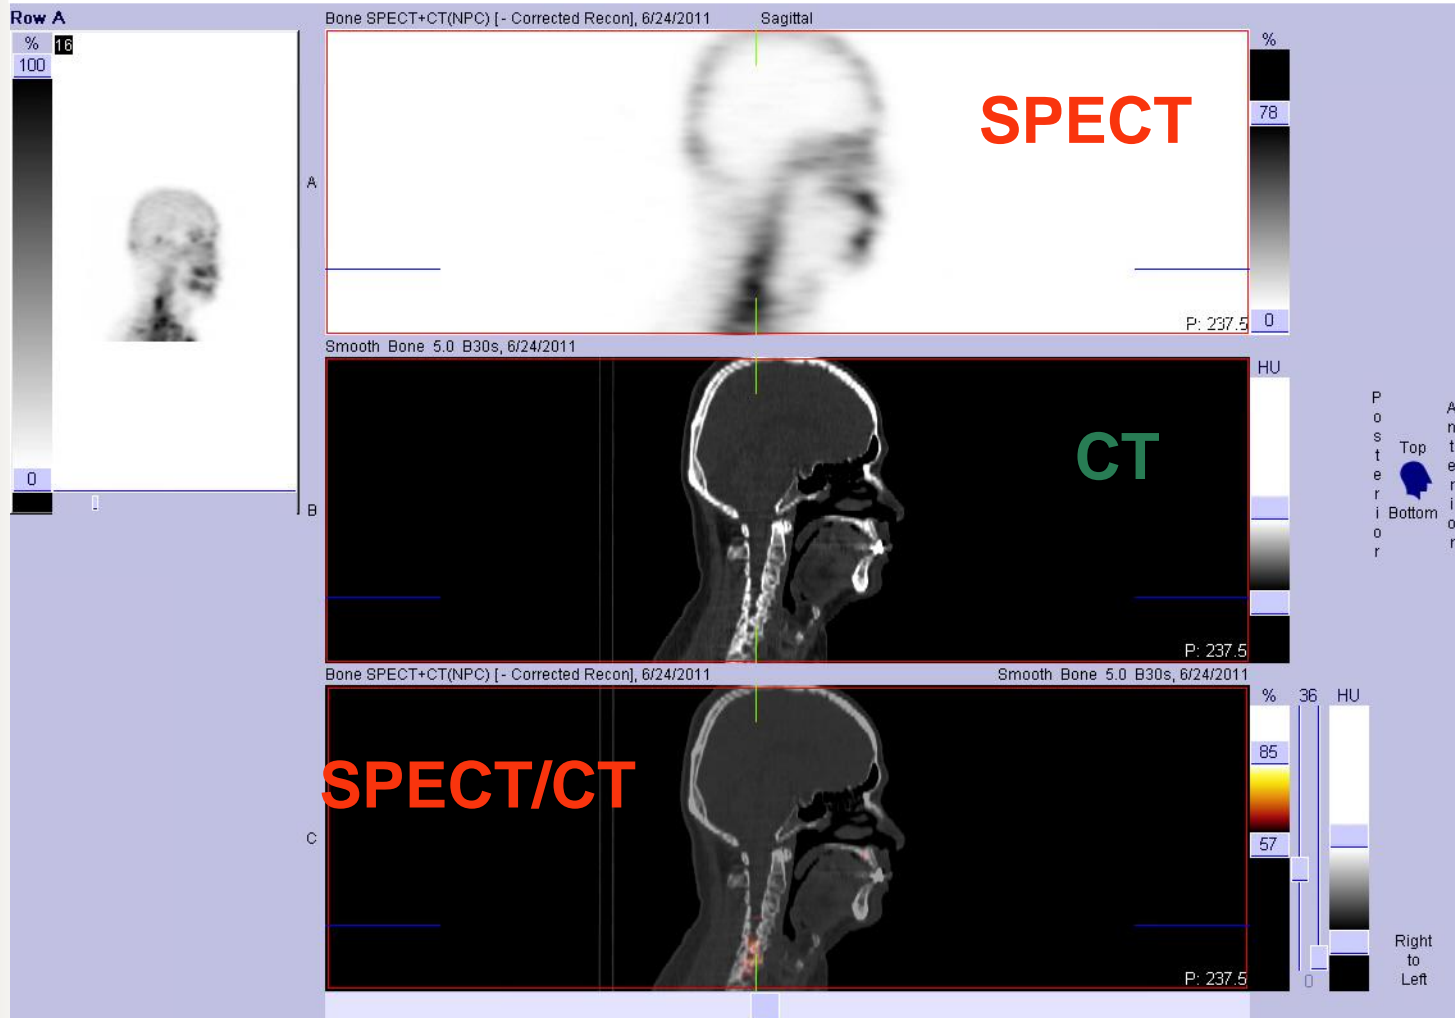 Row A
% 16
100
0
Bone SPECT+CT(NPC) [- Corrected Recon], 6/24/2011 Sagittal
SPECT
A
P: 237.5
%
78
0
Smooth Bone 5.0 B30s, 6/24/2011
CT
B
P: 237.5
HU
Posterior
Top
Bottom
Anterior
Bone SPECT+CT(NPC) [- Corrected Recon], 6/24/2011 Smooth Bone 5.0 B30s, 6/24/2011
SPECT/CT
C
P: 237.5
% 36 HU
85
57
0
Right
to
Left